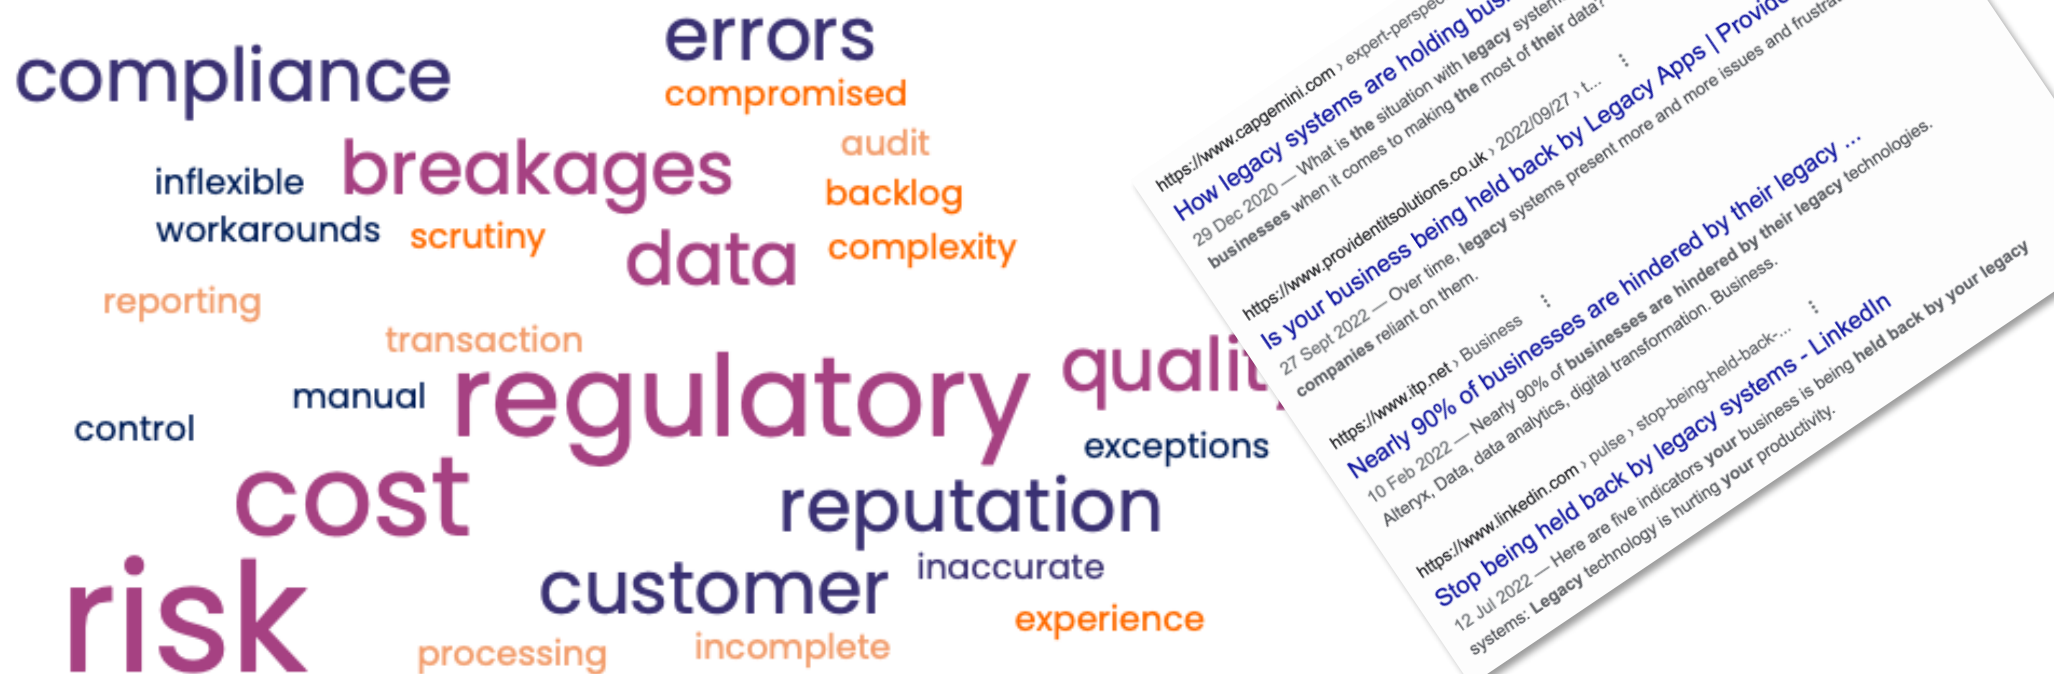 errors
compliance
compromised
audit
inflexible
breakages
backlog
workarounds
scrutiny
data
complexity
reporting
transaction
regulatory
manual
control
exceptions
cost
reputation
risk
customer
inaccurate
experience
processing
incomplete
https://www.capgemini.com ›
How legacy systems are holding
29 Dec 2020 — What is the situation with legacy
businesses when it comes to making the most of their data?
https://www.providentitsolutions.co.uk › 2022/09/27 › t...
Is your business being held back by Legacy Apps |
27 Sept 2022 — Over time, legacy systems present more and more issues and
companies reliant on them.
https://www.itp.net › Business
Nearly 90% of businesses are hindered by their legacy ...
10 Feb 2022 — Nearly 90% of businesses are hindered by their legacy technologies.
Alteryx, Data, data analytics, digital transformation. Business.
https://www.linkedin.com › pulse › stop-being-held-back-...
Stop being held back by legacy systems - LinkedIn
12 Jul 2022 — Here are five indicators your business is being held back by your legacy
systems: Legacy technology is hurting your productivity.